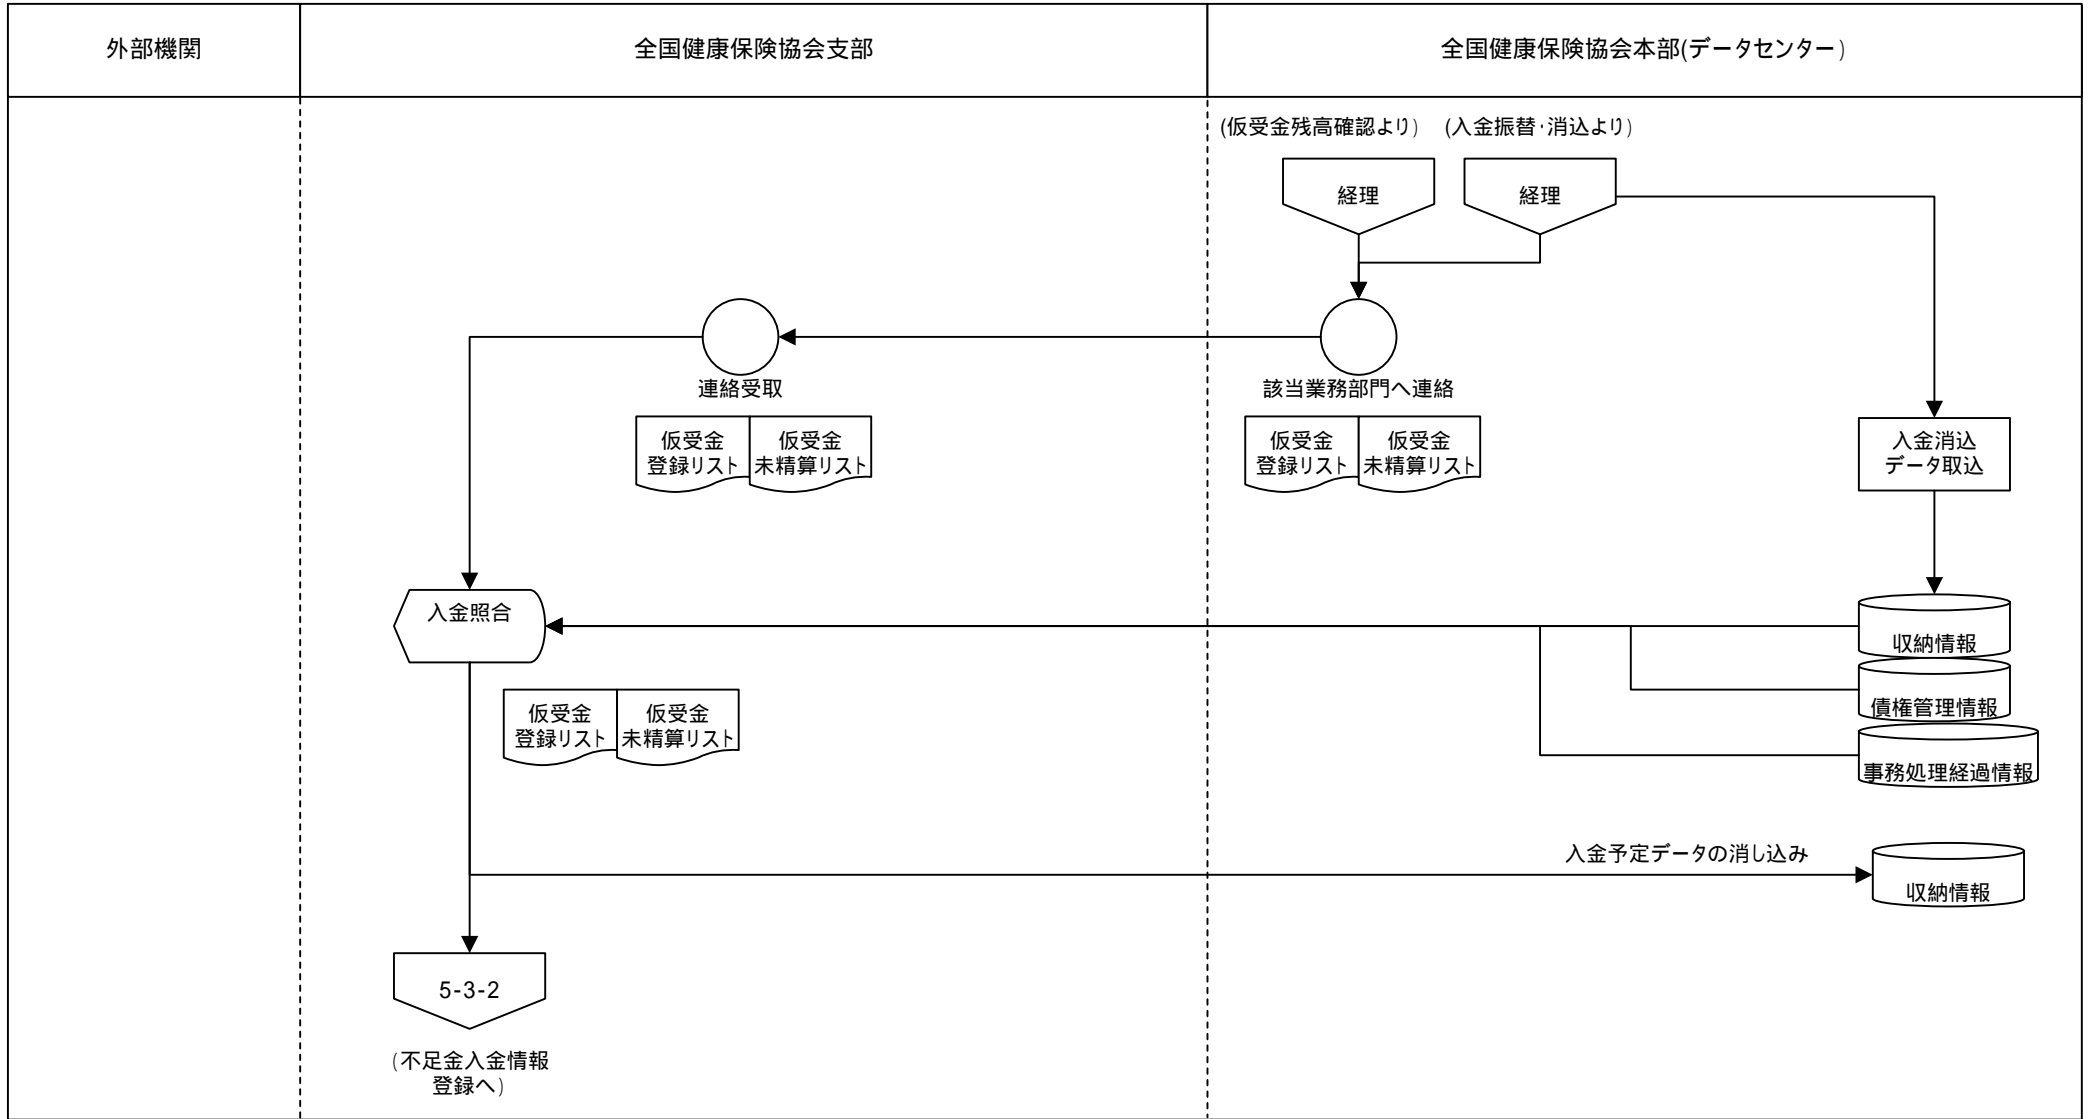 外部機関
全国健康保険協会支部
全国健康保険協会本部(データセンター)
(仮受金残高確認より)
(入金振替・消込より)
経理
経理
連絡受取
該当業務部門へ連絡
仮受金
登録リスト
仮受金
未精算リスト
仮受金
登録リスト
仮受金
未精算リスト
入金消込
データ取込
入金照合
収納情報
債権管理情報
事務処理経過情報
仮受金
登録リスト
仮受金
未精算リスト
入金予定データの消し込み
収納情報
5-3-2
(不足金入金情報
登録へ)